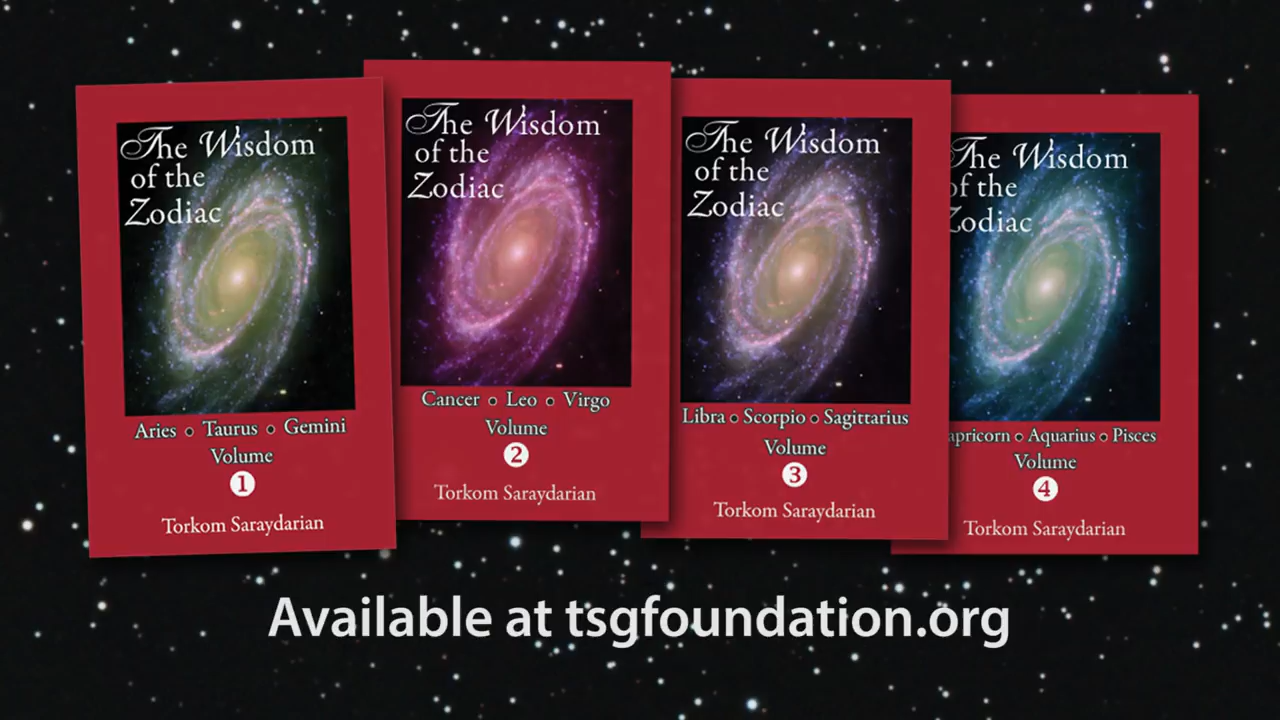 The Wisdom
of the
Zodiac
Aries • Taurus • Gemini
Volume
1
Torkom Saraydarian
The Wisdom
of the
Zodiac
Cancer • Leo • Virgo
Volume
2
Torkom Saraydarian
The Wisdom
of the
Zodiac
Libra • Scorpio • Sagittarius
Volume
3
Torkom Saraydarian
The Wisdom
of the
Zodiac
apricorn • Aquarius • Pisces
Volume
4
Torkom Saraydarian
Available at tsgfoundation.org